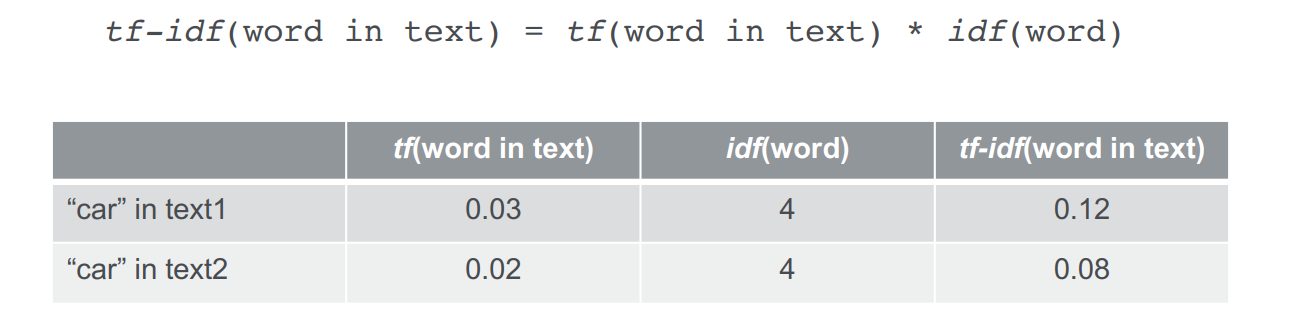 tf-idf(word in text) = tf(word in text) * idf(word)
tf(word in text) idf(word) tf-idf(word in text)
“car” in text1 0.03 4 0.12
“car” in text2 0.02 4 0.08